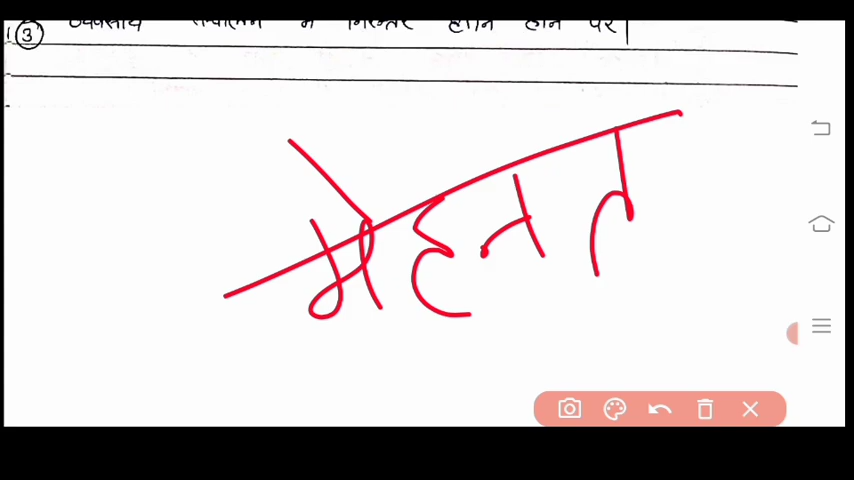 ③ व्यवसाय संचालन में निरन्तर हानि होने पर|
मेहनत